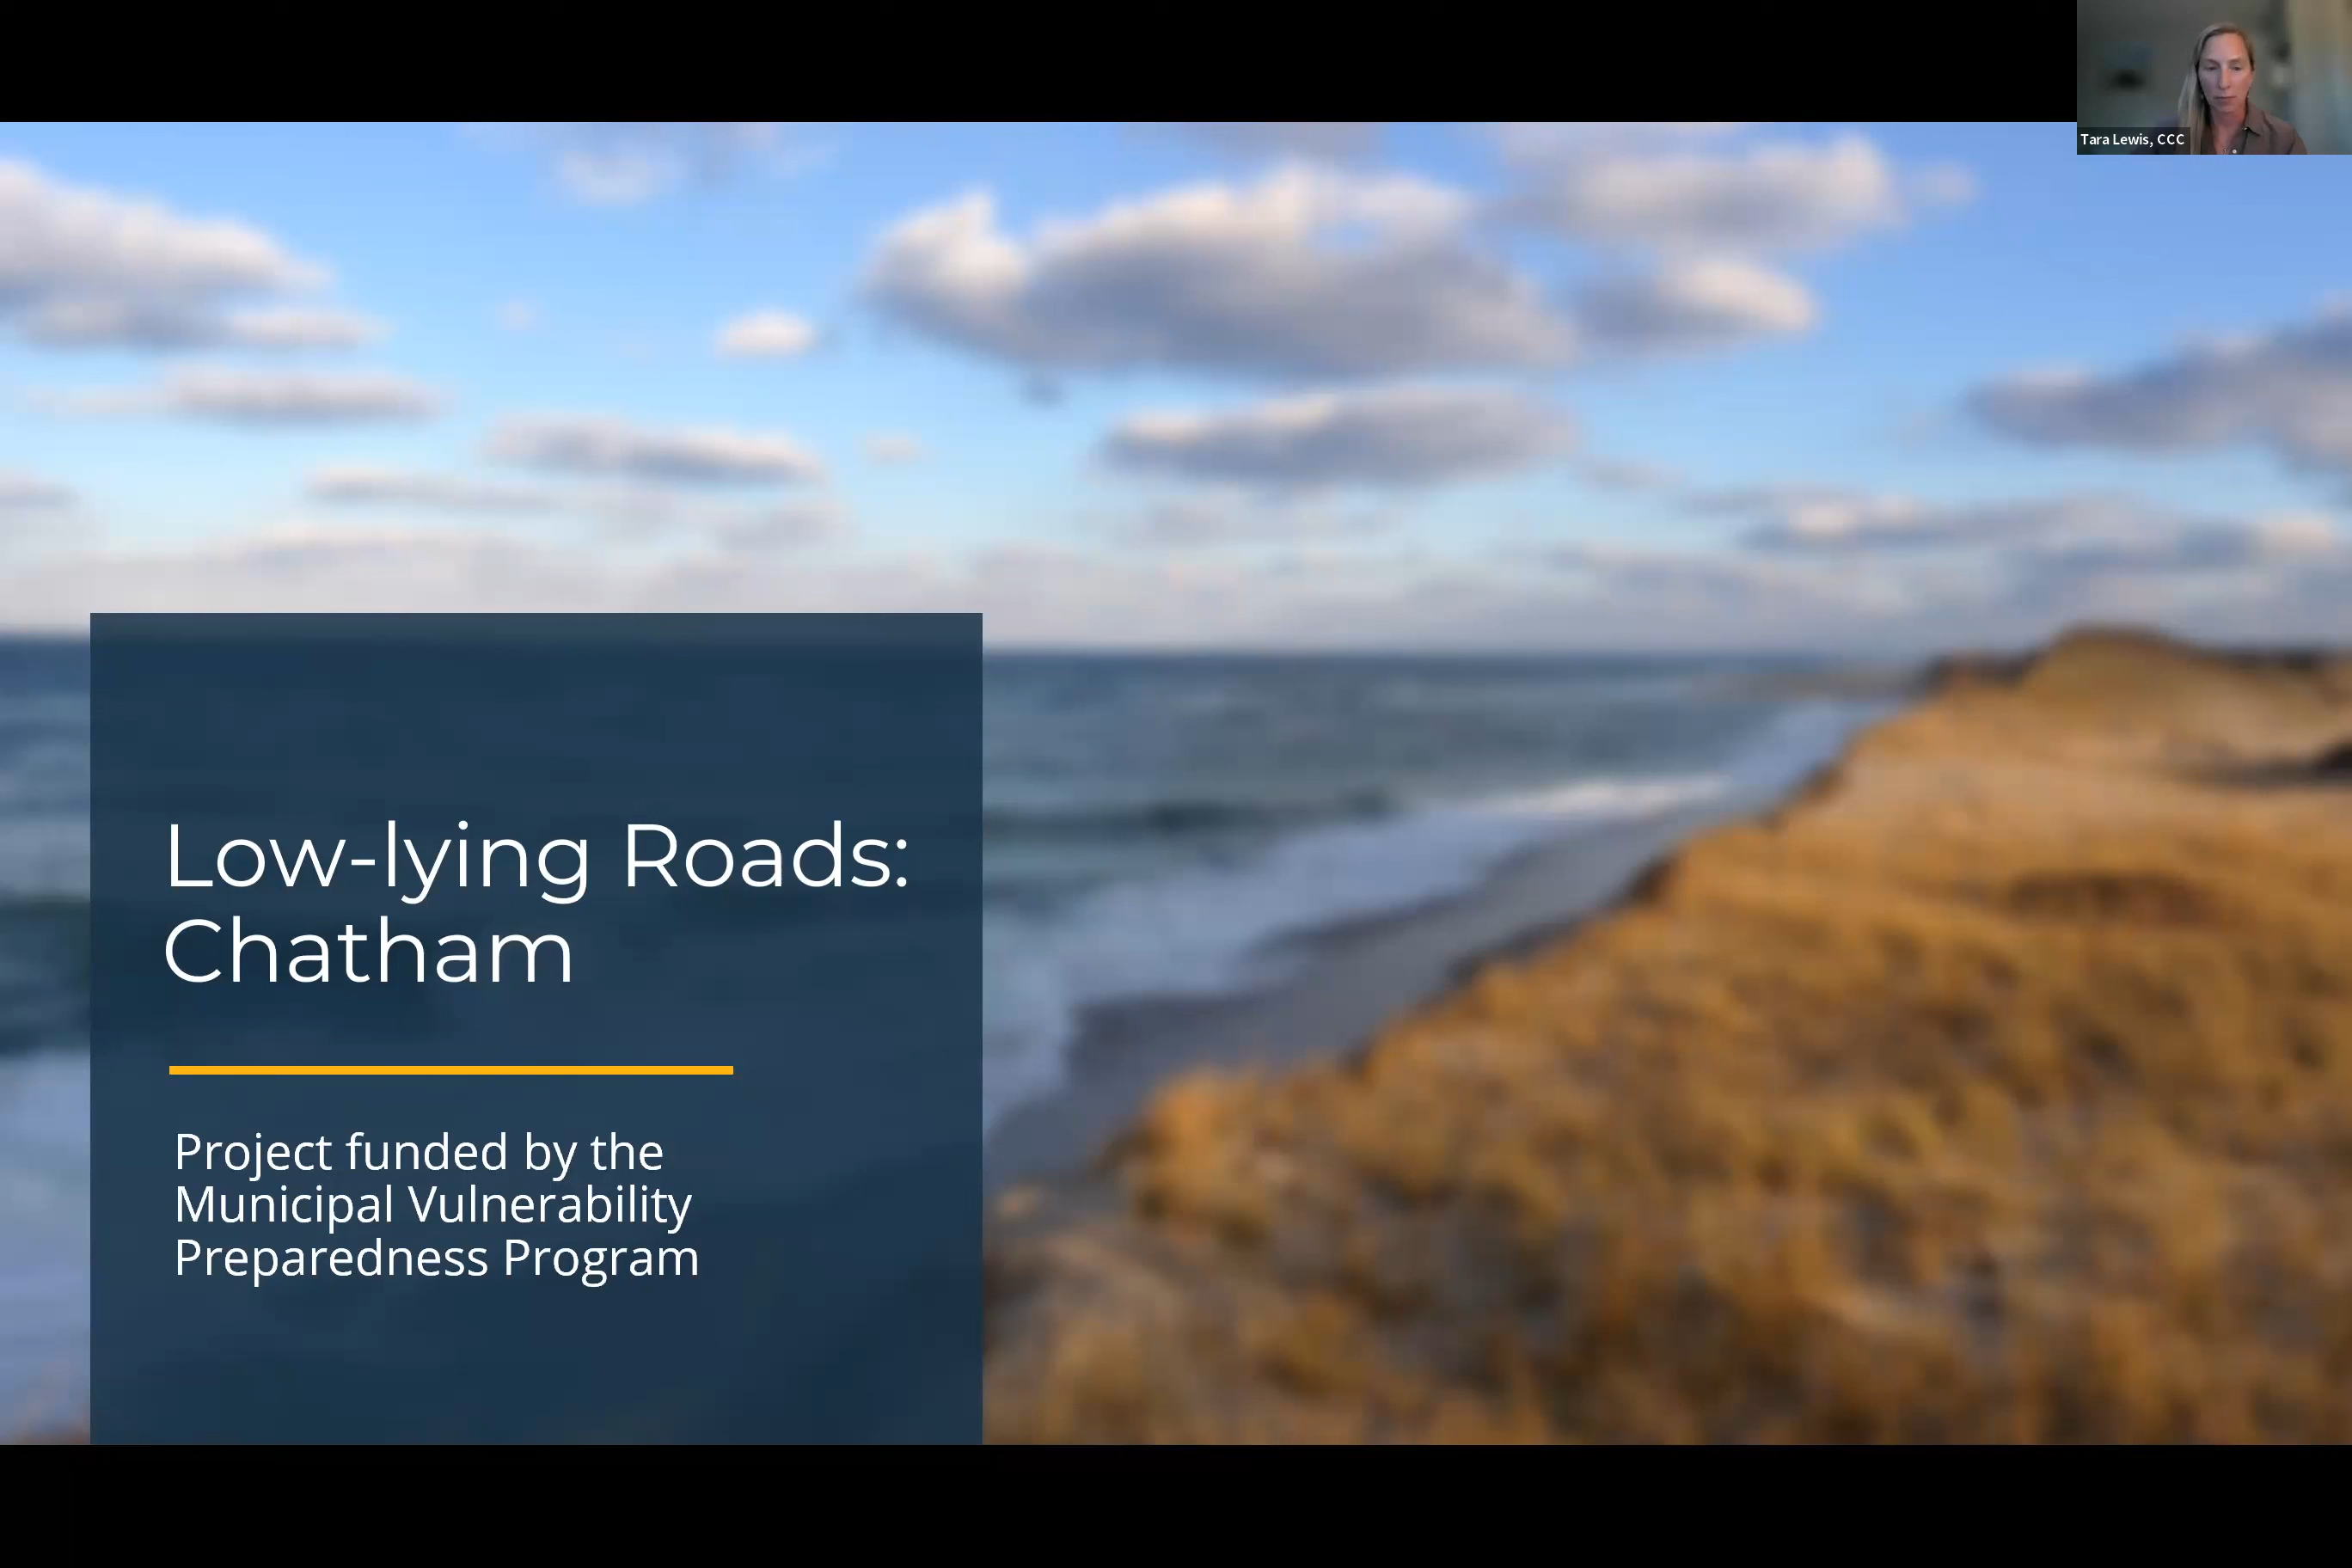 Tara Lewis, CCC
Low-lying Roads:
Chatham
Project funded by the
Municipal Vulnerability
Preparedness Program